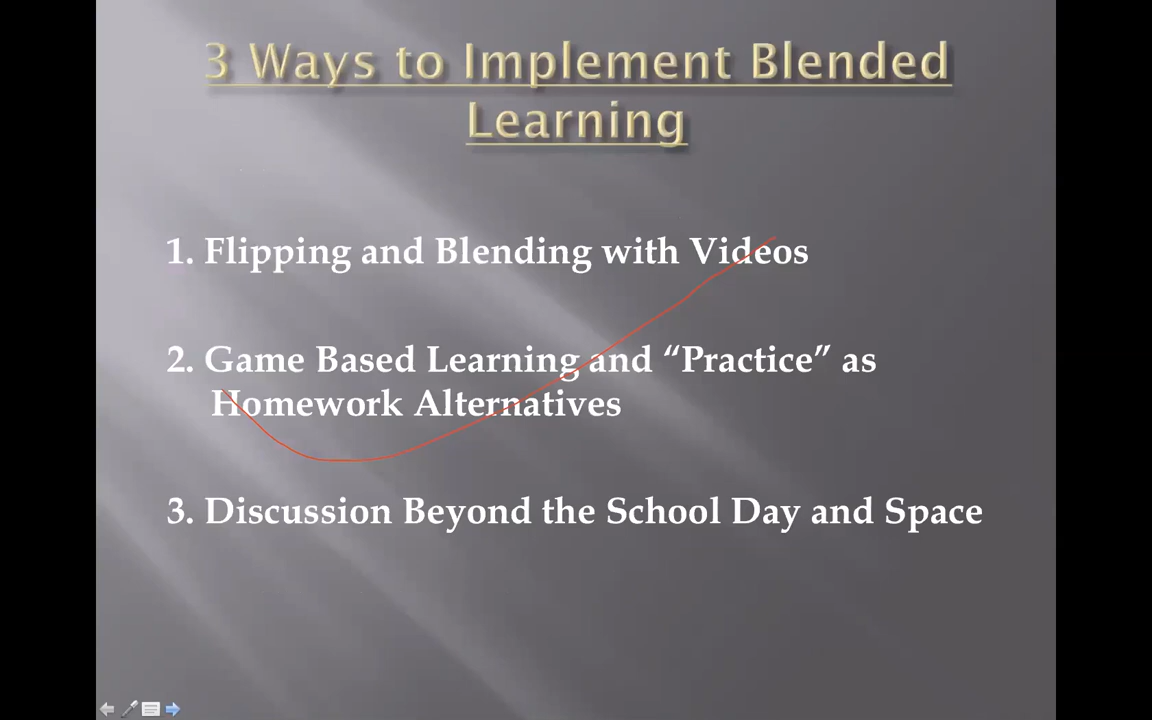 3 Ways to Implement Blended
Learning
1. Flipping and Blending with Videos
2. Game Based Learning and “Practice” as
Homework Alternatives
3. Discussion Beyond the School Day and Space